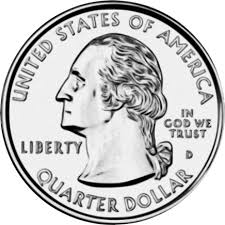 UNITED STATES OF AMERICA
LIBERTY
IN
GOD WE
TRUST
D
QUARTER DOLLAR